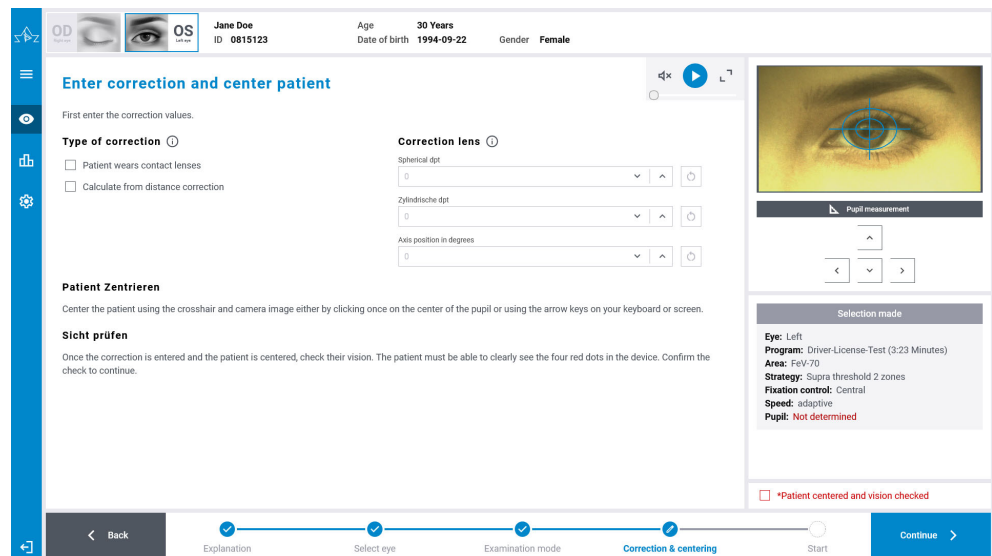 OD
Right eye
OS
Left eye
Jane Doe
ID 0815123
Age 30 Years
Date of birth 1994-09-22
Gender Female
Enter correction and center patient
First enter the correction values.
Type of correction
Patient wears contact lenses
Calculate from distance correction
Correction lens
Spherical dpt
0
Zylindrische dpt
0
Axis position in degrees
0
Patient Zentrieren
Center the patient using the crosshair and camera image either by clicking once on the center of the pupil or using the arrow keys on your keyboard or screen.
Sicht prüfen
Once the correction is entered and the patient is centered, check their vision. The patient must be able to clearly see the four red dots in the device. Confirm the
check to continue.
Pupil measurement
Selection made
Eye: Left
Program: Driver-License-Test (3:23 Minutes)
Area: FeV-70
Strategy: Supra threshold 2 zones
Fixation control: Central
Speed: adaptive
Pupil: Not determined
*Patient centered and vision checked
Back
Explanation
Select eye
Examination mode
Correction & centering
Start
Continue